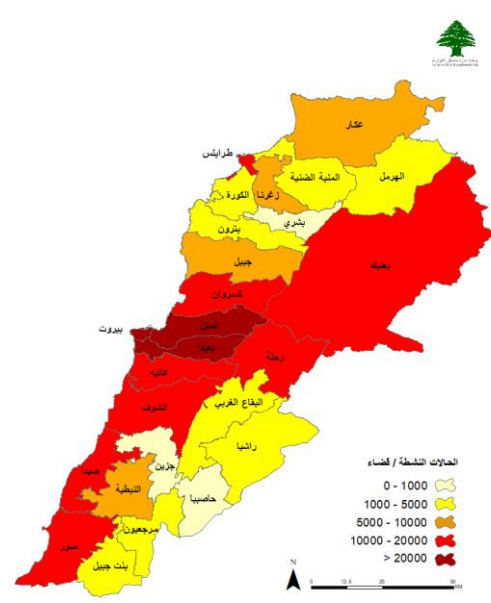 عكار
طرابلس
المنية الضنية
الهرمل
زغرتا
الكورة
بشري
بترون
جبيل
بعلبك
كسروان
المتن
بيروت
بعبدا
زحلة
عاليه
الشوف
البقاع الغربي
راشيا
جزين
صيدا
النبطية
حاصبيا
مرجعيون
صور
بنت جبيل
الحالات النشطة / قضاء
0 - 1000
1000 - 5000
5000 - 10000
10000 - 20000
> 20000
N
0 12.5 25 50
KM